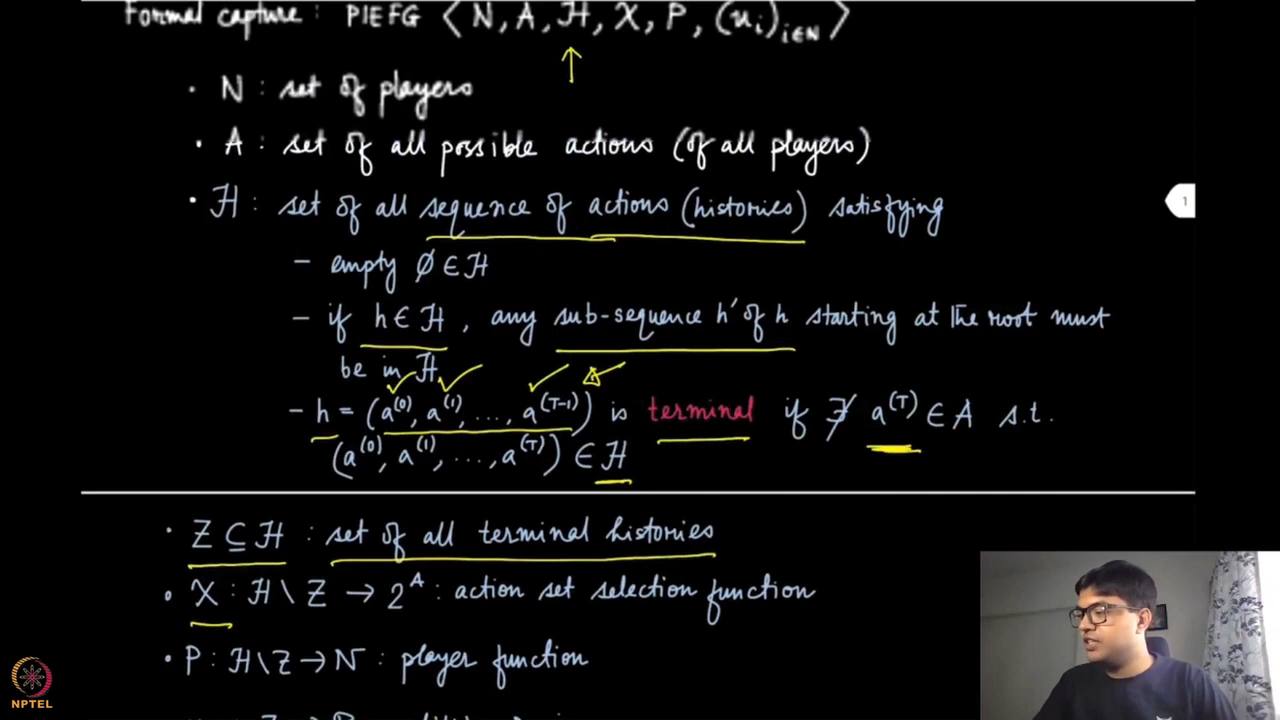 Formal capture : PIEFG ⟨N, A, ℋ, X, P, (u_i)_{i∈N}⟩
• N : set of players
• A : set of all possible actions (of all players)
• ℋ : set of all sequence of actions (histories) satisfying
– empty ∅ ∈ ℋ
– if h ∈ ℋ, any sub-sequence h′ of h starting at the root must
be in ℋ.
– h = (a^(0), a^(1), ..., a^(T-1)) is terminal if ∄ a^(T) ∈ A s.t.
(a^(0), a^(1), ..., a^(T)) ∈ ℋ
1
• Z ⊆ ℋ : set of all terminal histories
• X : ℋ \ Z → 2^A : action set selection function
• P : ℋ \ Z → N : player function
NPTEL